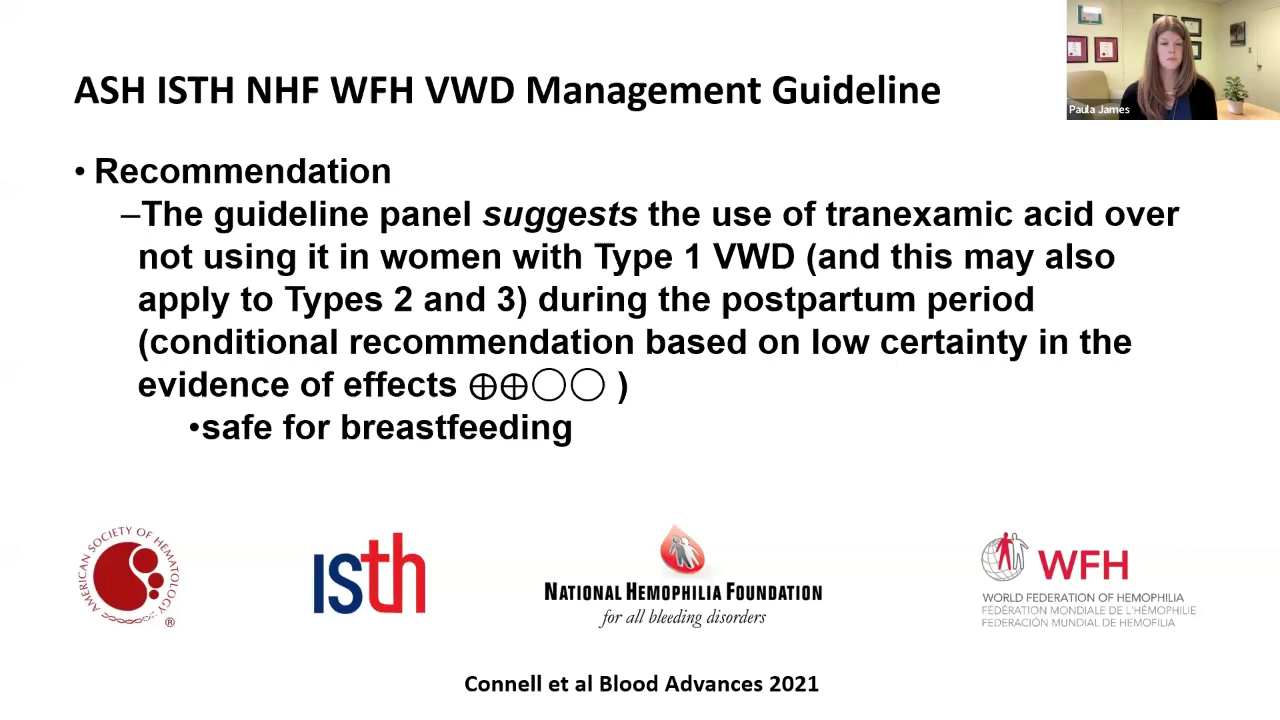 Paula James
ASH ISTH NHF WFH VWD Management Guideline
• Recommendation
–The guideline panel suggests the use of tranexamic acid over
not using it in women with Type 1 VWD (and this may also
apply to Types 2 and 3) during the postpartum period
(conditional recommendation based on low certainty in the
evidence of effects ⨁⨁◯◯ )
•safe for breastfeeding
AMERICAN SOCIETY OF HEMATOLOGY
®
isth
NATIONAL HEMOPHILIA FOUNDATION
for all bleeding disorders
WFH
WORLD FEDERATION OF HEMOPHILIA
FÉDÉRATION MONDIALE DE L'HÉMOPHILIE
FEDERACIÓN MUNDIAL DE HEMOFILIA
Connell et al Blood Advances 2021